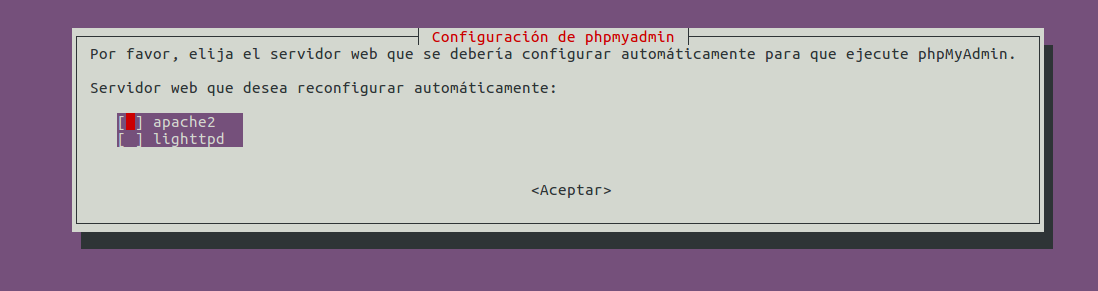 Configuración de phpmyadmin
Por favor, elija el servidor web que se debería configurar automáticamente para que ejecute phpMyAdmin.
Servidor web que desea reconfigurar automáticamente:
[ ] apache2
[ ] lighttpd
<Aceptar>